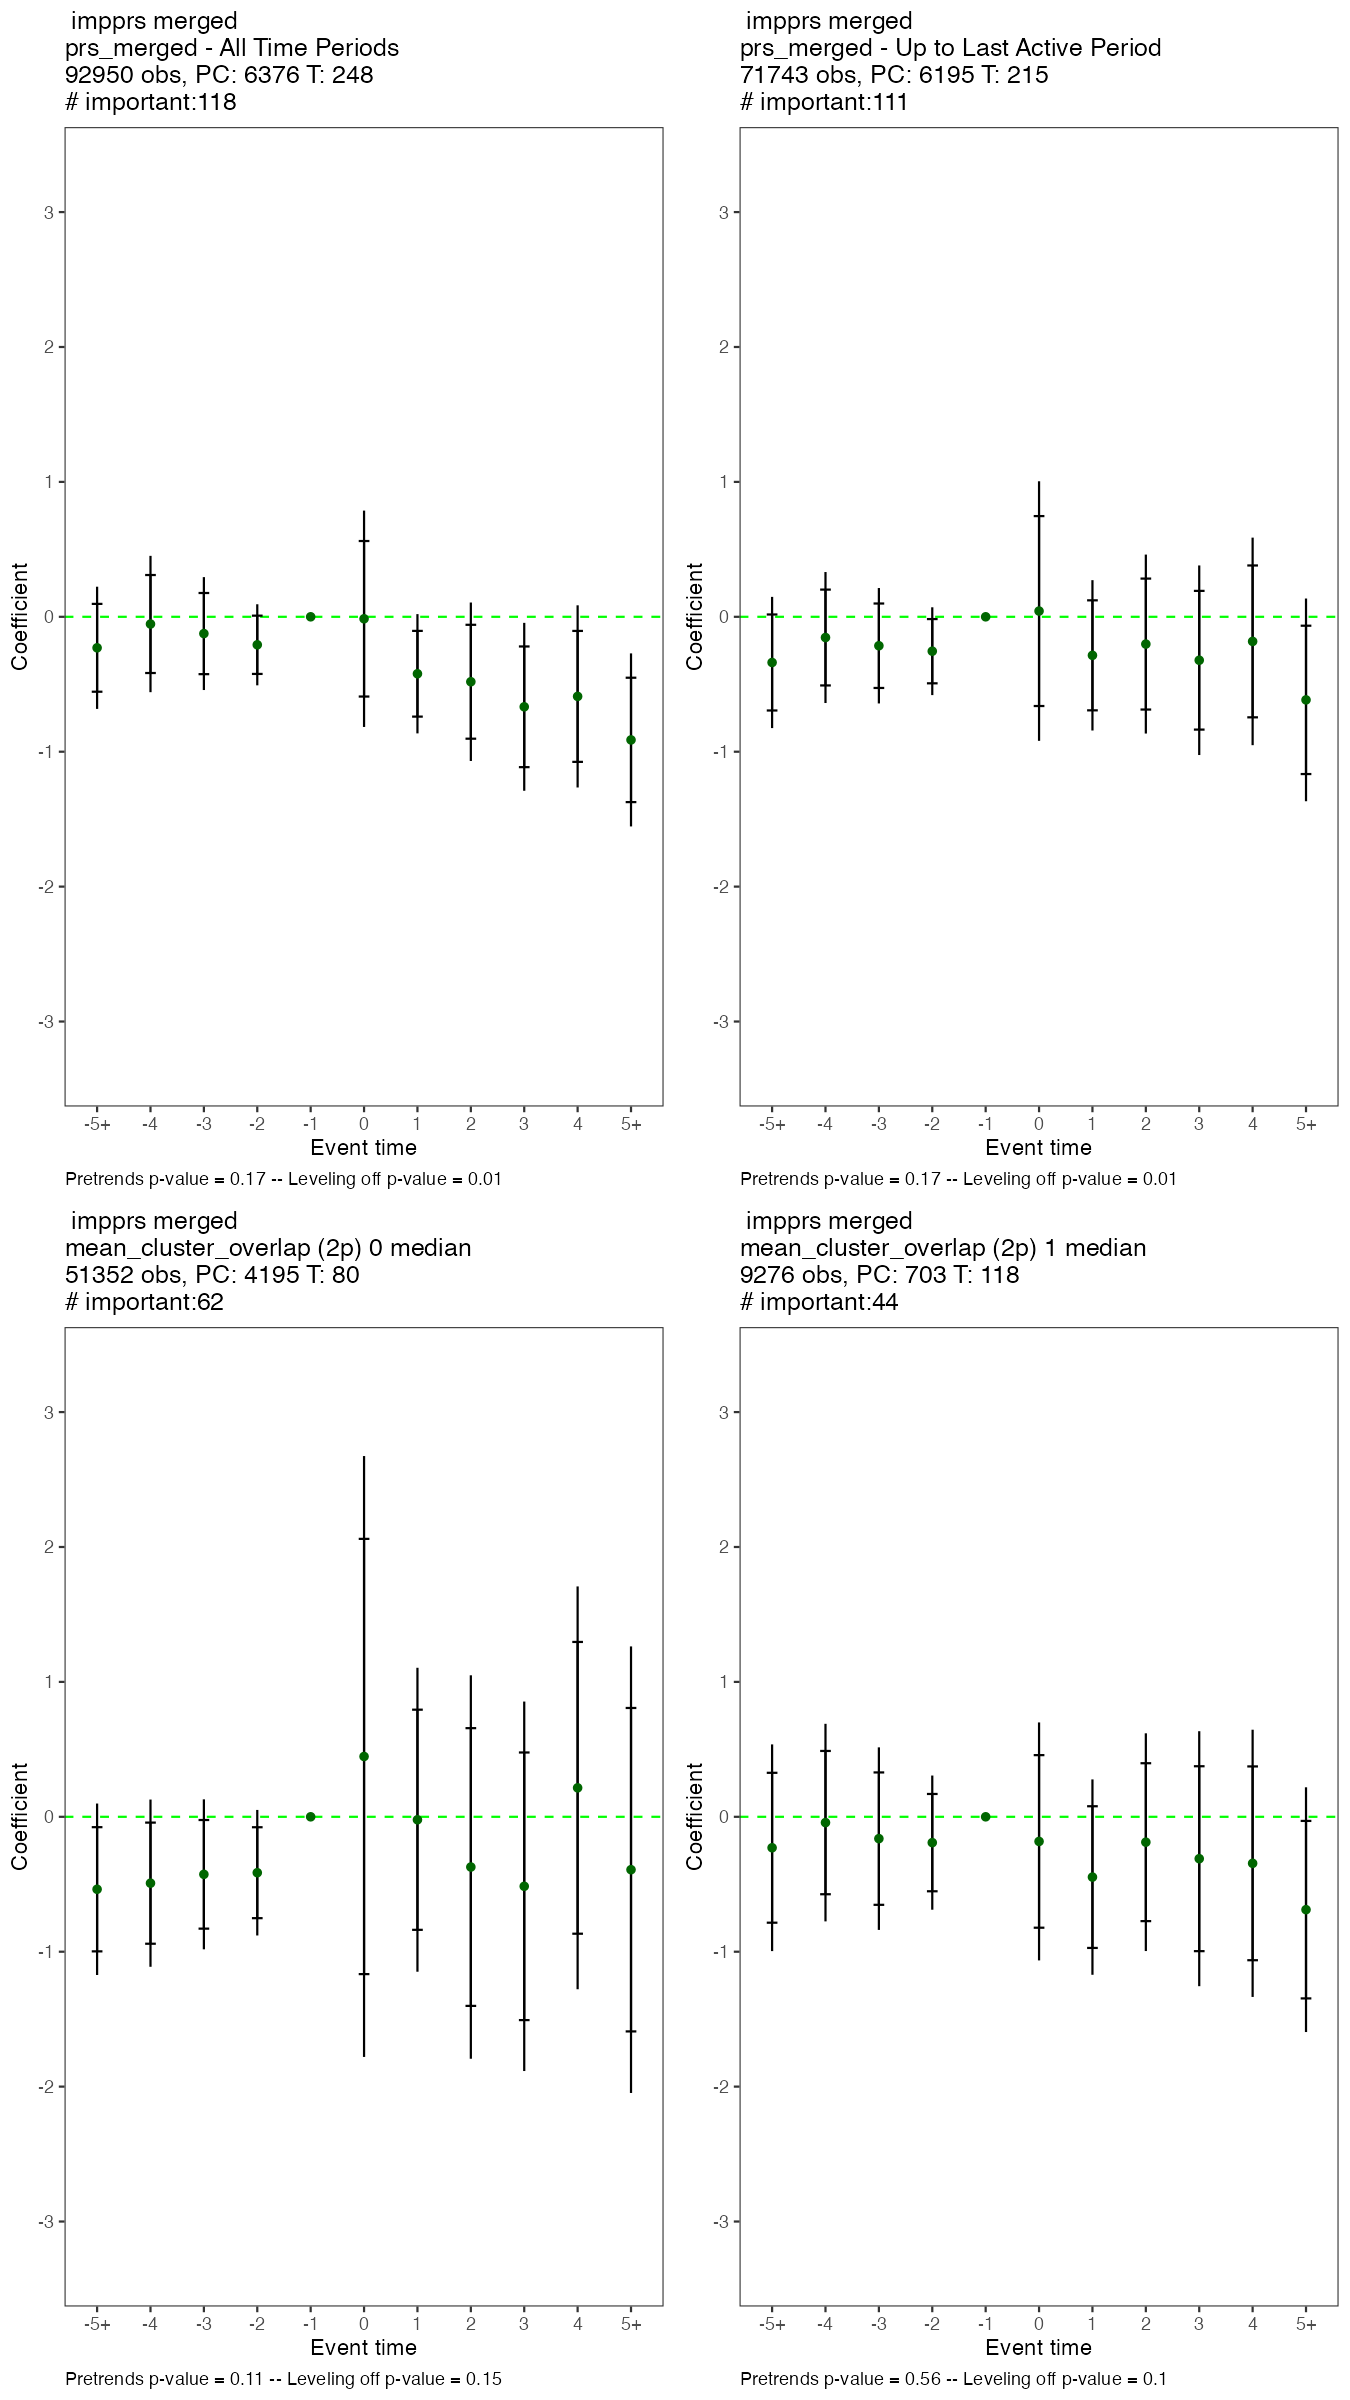 impprs merged
prs_merged - All Time Periods
92950 obs, PC: 6376 T: 248
# important:118
3
2
1
0
-1
-2
-3
Coefficient
-5+ -4 -3 -2 -1 0 1 2 3 4 5+
Event time
Pretrends p-value = 0.17 -- Leveling off p-value = 0.01
impprs merged
prs_merged - Up to Last Active Period
71743 obs, PC: 6195 T: 215
# important:111
3
2
1
0
-1
-2
-3
Coefficient
-5+ -4 -3 -2 -1 0 1 2 3 4 5+
Event time
Pretrends p-value = 0.17 -- Leveling off p-value = 0.01
impprs merged
mean_cluster_overlap (2p) 0 median
51352 obs, PC: 4195 T: 80
# important:62
3
2
1
0
-1
-2
-3
Coefficient
-5+ -4 -3 -2 -1 0 1 2 3 4 5+
Event time
Pretrends p-value = 0.11 -- Leveling off p-value = 0.15
impprs merged
mean_cluster_overlap (2p) 1 median
9276 obs, PC: 703 T: 118
# important:44
3
2
1
0
-1
-2
-3
Coefficient
-5+ -4 -3 -2 -1 0 1 2 3 4 5+
Event time
Pretrends p-value = 0.56 -- Leveling off p-value = 0.1